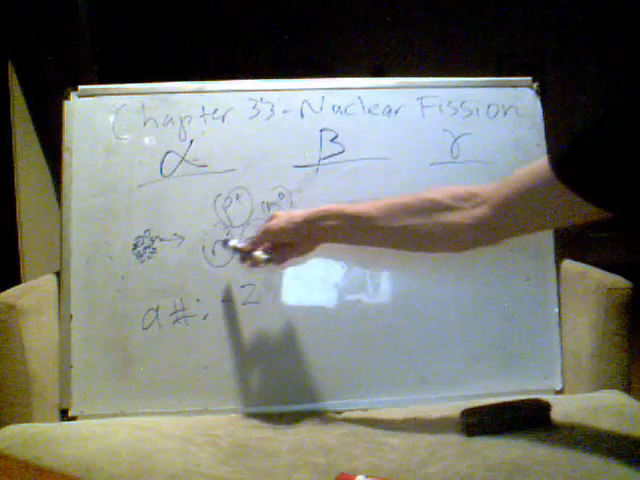 Chapter 33-Nuclear Fission
α β γ
p+ n°
n°
a#: -2